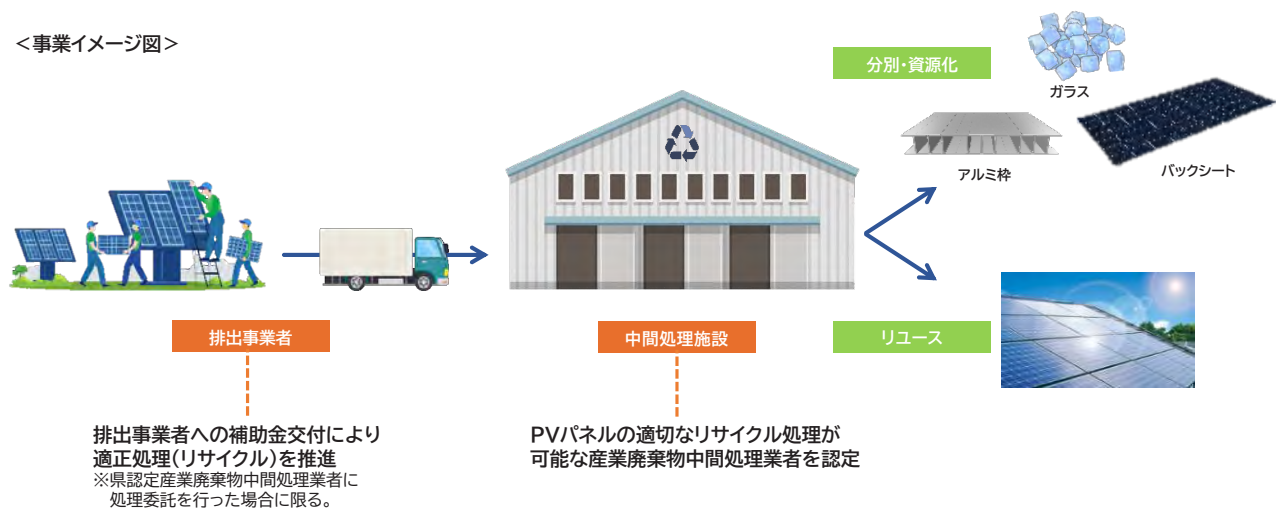 ＜事業イメージ図＞
分別・資源化
ガラス
アルミ枠
バックシート
排出事業者
中間処理施設
リユース
排出事業者への補助金交付により
適正処理（リサイクル）を推進
※県認定産業廃棄物中間処理業者に
処理委託を行った場合に限る。
PVパネルの適切なリサイクル処理が
可能な産業廃棄物中間処理業者を認定